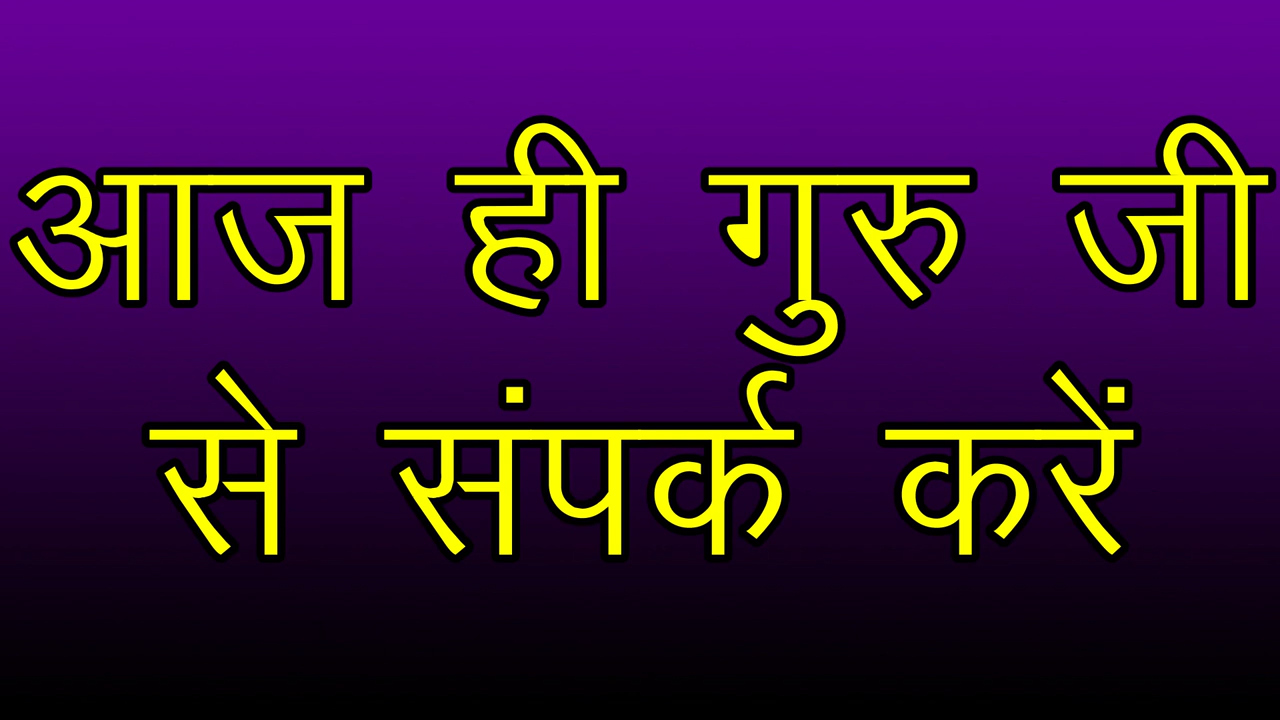 आज ही गुरु जी
से संपर्क करें